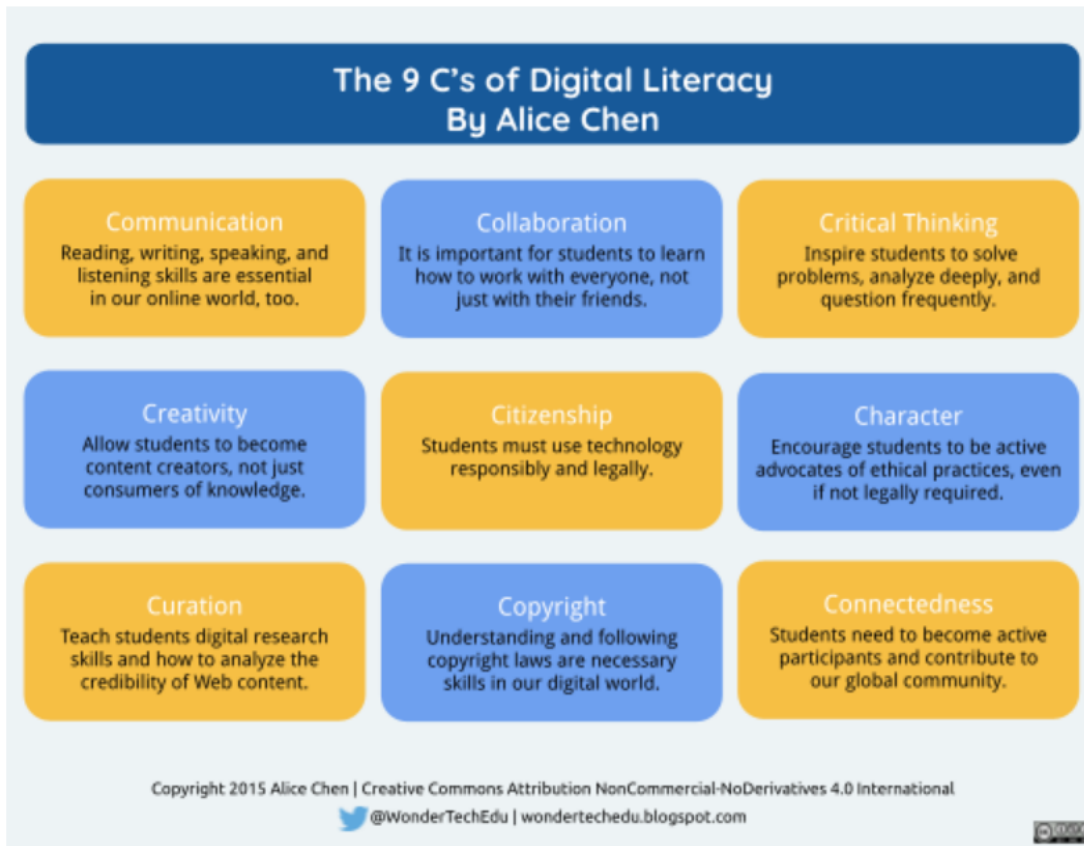 The 9 C's of Digital Literacy
By Alice Chen
Communication
Reading, writing, speaking, and
listening skills are essential
in our online world, too.
Collaboration
It is important for students to learn
how to work with everyone, not
just with their friends.
Critical Thinking
Inspire students to solve
problems, analyze deeply, and
question frequently.
Creativity
Allow students to become
content creators, not just
consumers of knowledge.
Citizenship
Students must use technology
responsibly and legally.
Character
Encourage students to be active
advocates of ethical practices, even
if not legally required.
Curation
Teach students digital research
skills and how to analyze the
credibility of Web content.
Copyright
Understanding and following
copyright laws are necessary
skills in our digital world.
Connectedness
Students need to become active
participants and contribute to
our global community.
Copyright 2015 Alice Chen | Creative Commons Attribution NonCommercial-NoDerivatives 4.0 International
@WonderTechEdu | wondertechedu.blogspot.com